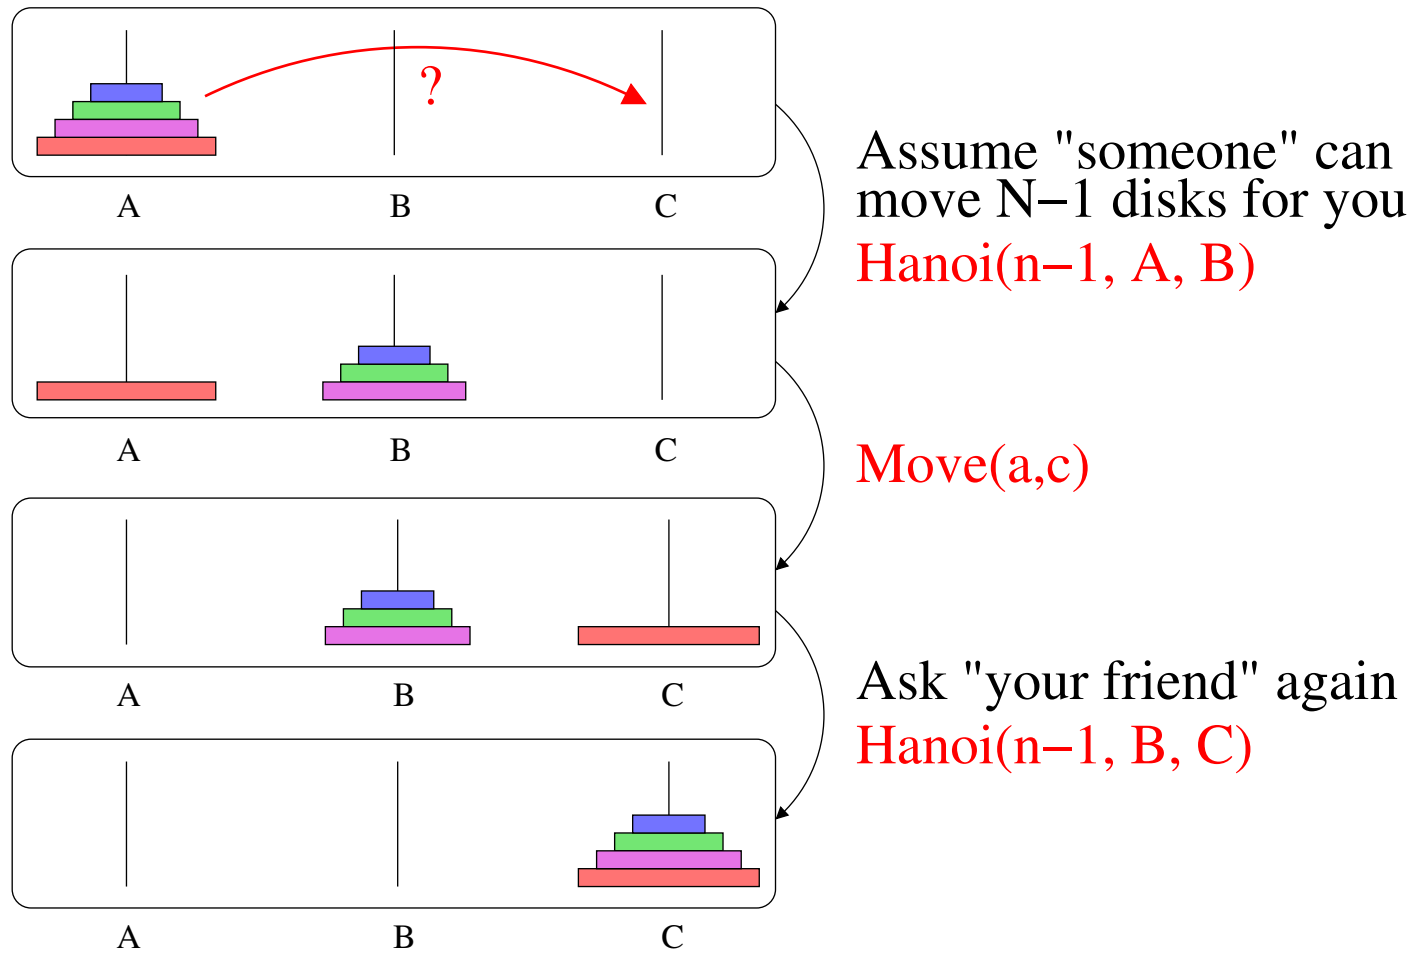 ?
A B C
Assume "someone" can
move N−1 disks for you
Hanoi(n−1, A, B)
A B C
Move(a,c)
A B C
Ask "your friend" again
Hanoi(n−1, B, C)
A B C